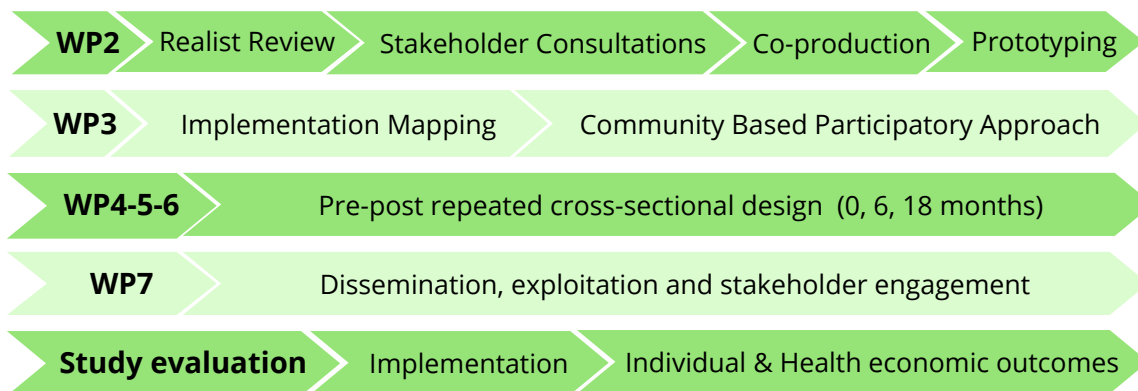 WP2 Realist Review Stakeholder Consultations Co-production Prototyping
WP3 Implementation Mapping Community Based Participatory Approach
WP4-5-6 Pre-post repeated cross-sectional design (0, 6, 18 months)
WP7 Dissemination, exploitation and stakeholder engagement
Study evaluation Implementation Individual & Health economic outcomes